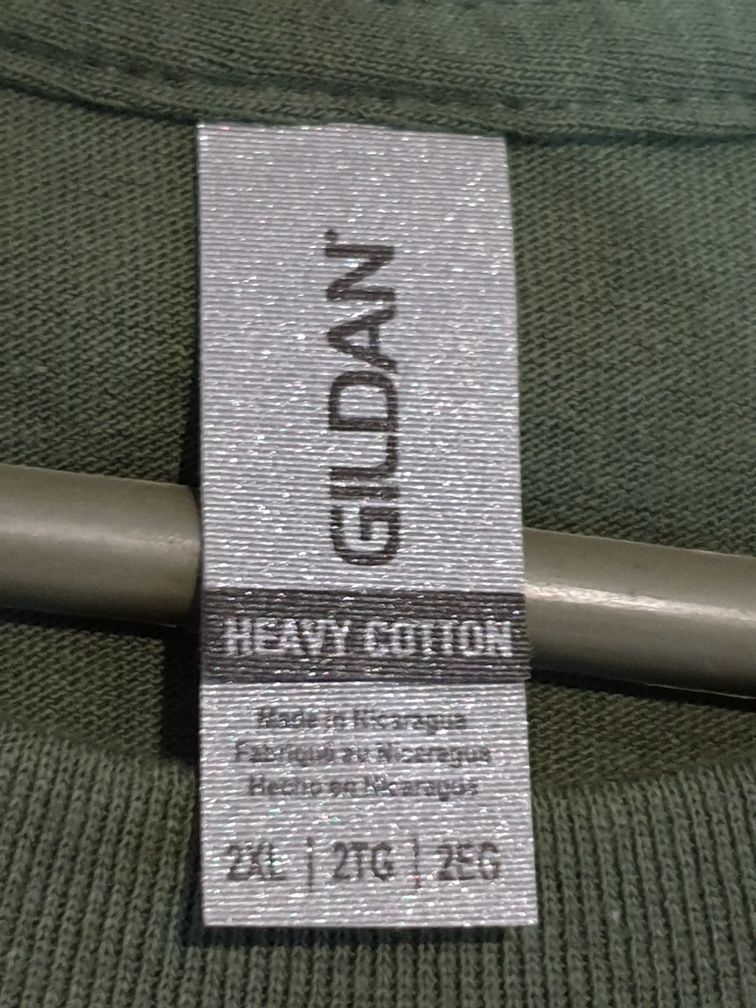 GILDAN
HEAVY COTTON
Made in Nicaragua
Fabriqué au Nicaragua
Hecho en Nicaragua
2XL | 2TG | 2EG